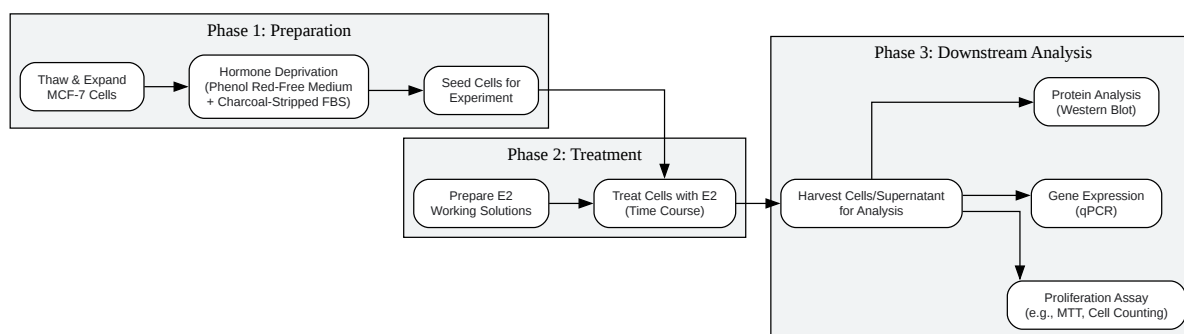 Phase 1: Preparation
Thaw & Expand
MCF-7 Cells
Hormone Deprivation
(Phenol Red-Free Medium
+ Charcoal-Stripped FBS)
Seed Cells for
Experiment
Phase 2: Treatment
Prepare E2
Working Solutions
Treat Cells with E2
(Time Course)
Phase 3: Downstream Analysis
Harvest Cells/Supernatant
for Analysis
Protein Analysis
(Western Blot)
Gene Expression
(qPCR)
Proliferation Assay
(e.g., MTT, Cell Counting)